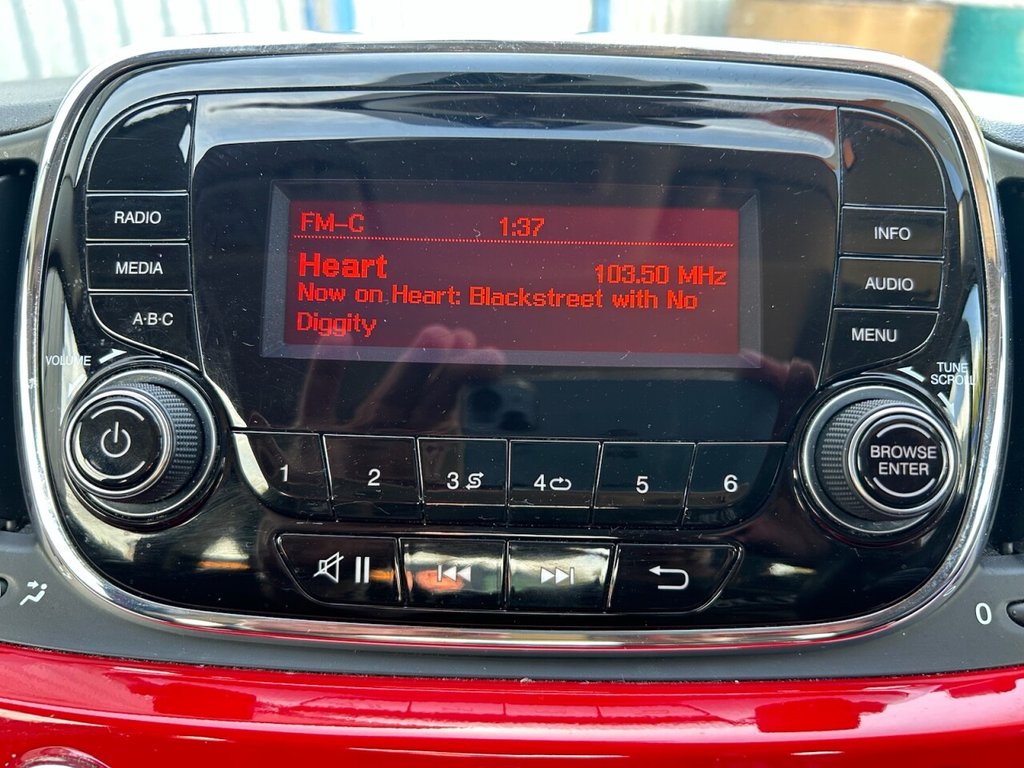 FM-C 1:37
Heart 103.50 MHz
Now on Heart: Blackstreet with No
Diggity
RADIO
MEDIA
A·B·C
VOLUME
INFO
AUDIO
MENU
TUNE
SCROLL
BROWSE
ENTER
1 2 3 4 5 6
0